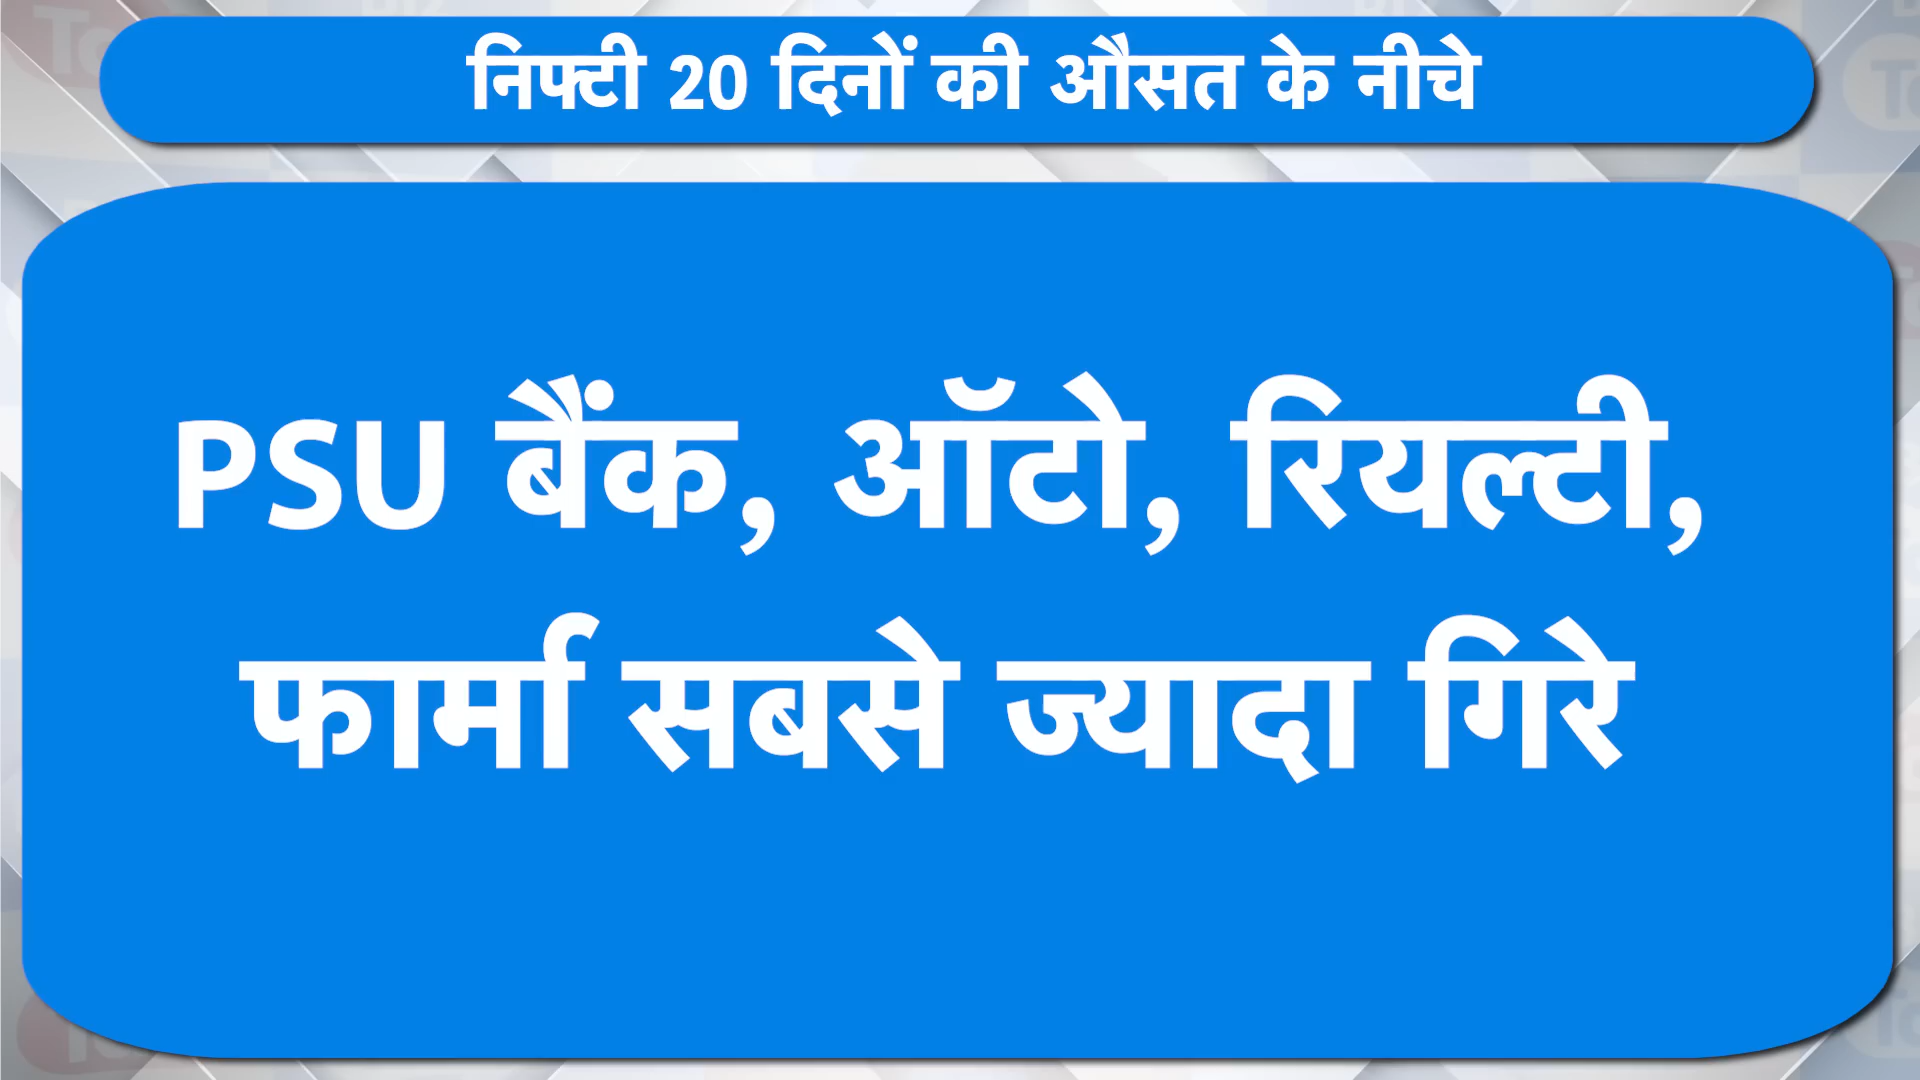 निफ्टी 20 दिनों की औसत के नीचे
PSU बैंक, ऑटो, रियल्टी,
फार्मा सबसे ज्यादा गिरे